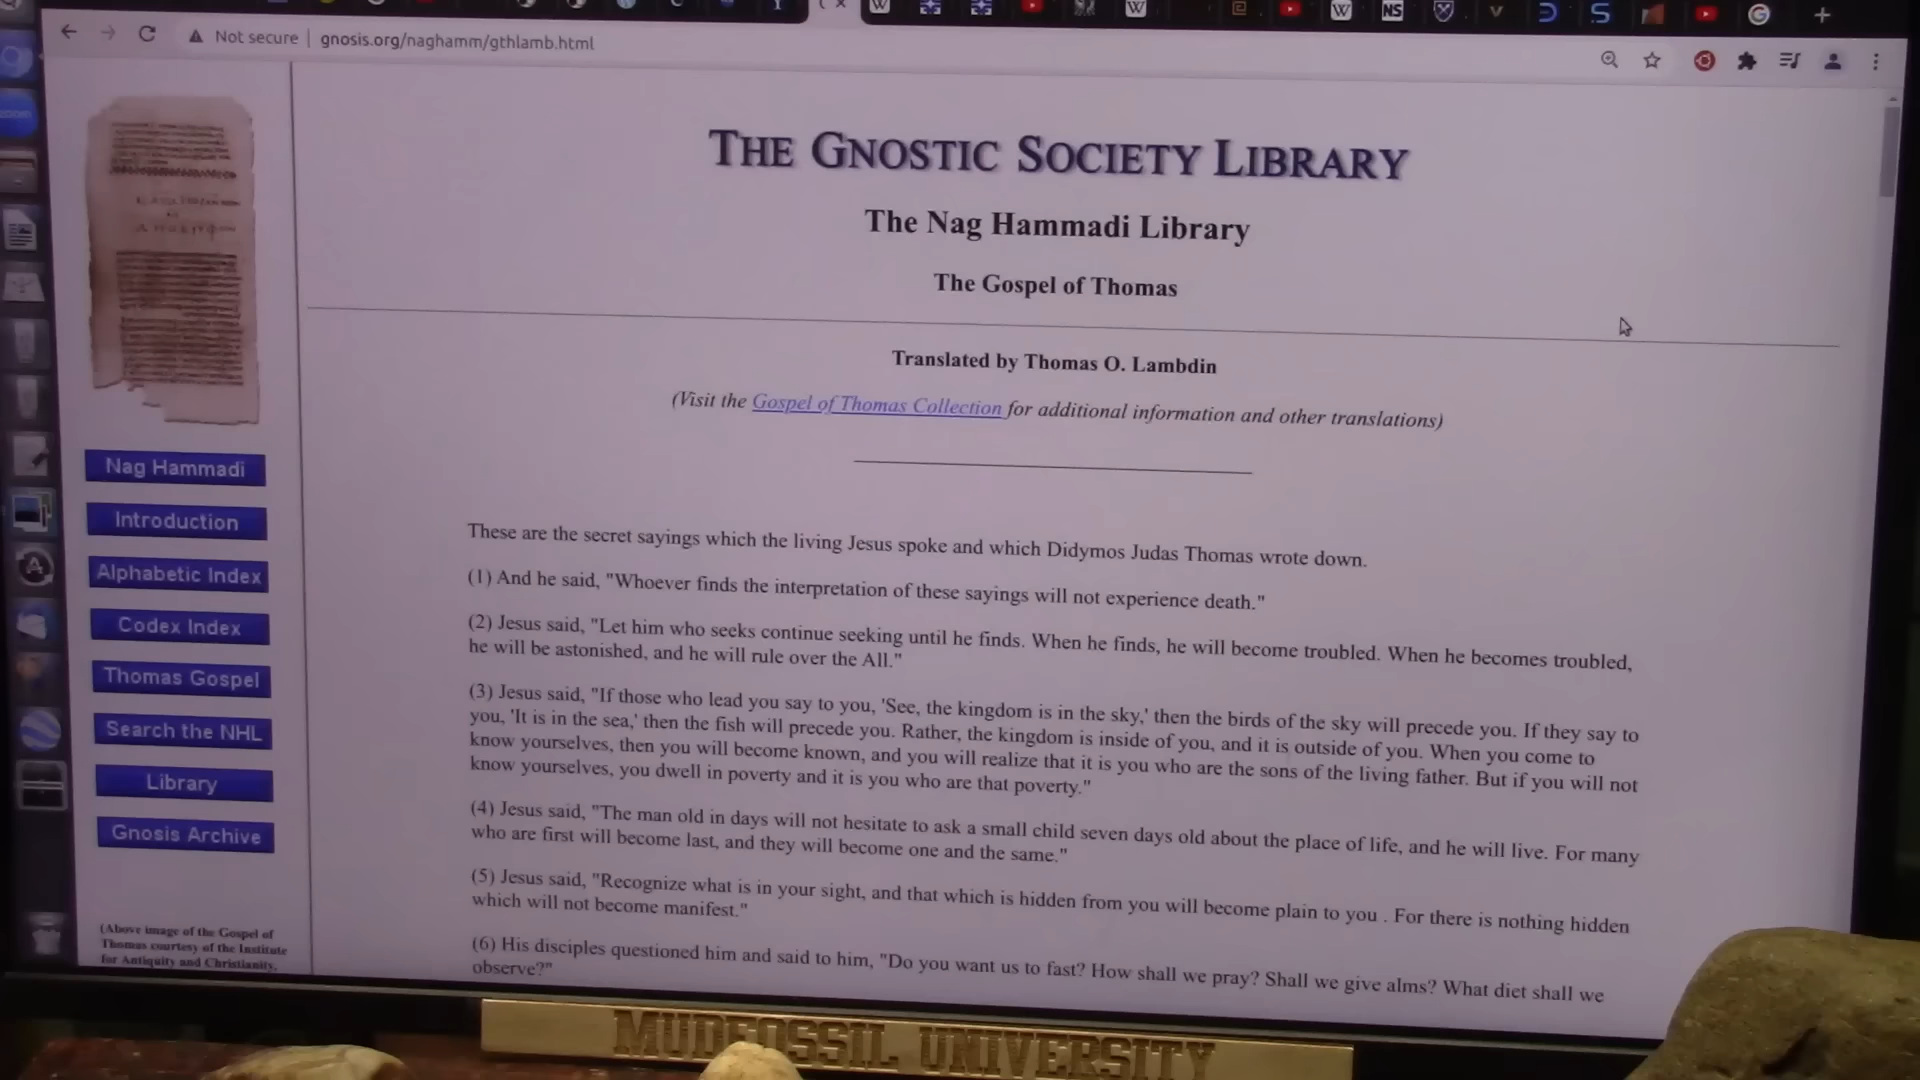 Not secure | gnosis.org/naghamm/gthlamb.html
THE GNOSTIC SOCIETY LIBRARY
The Nag Hammadi Library
The Gospel of Thomas
Translated by Thomas O. Lambdin
(Visit the Gospel of Thomas Collection for additional information and other translations)
Nag Hammadi
Introduction
Alphabetic Index
Codex Index
Thomas Gospel
Search the NHL
Library
Gnosis Archive
(Above image of the Gospel of
Thomas courtesy of the Institute
for Antiquity and Christianity,
These are the secret sayings which the living Jesus spoke and which Didymos Judas Thomas wrote down.
(1) And he said, "Whoever finds the interpretation of these sayings will not experience death."
(2) Jesus said, "Let him who seeks continue seeking until he finds. When he finds, he will become troubled. When he becomes troubled,
he will be astonished, and he will rule over the All."
(3) Jesus said, "If those who lead you say to you, 'See, the kingdom is in the sky,' then the birds of the sky will precede you. If they say to
you, 'It is in the sea,' then the fish will precede you. Rather, the kingdom is inside of you, and it is outside of you. When you come to
know yourselves, then you will become known, and you will realize that it is you who are the sons of the living father. But if you will not
know yourselves, you dwell in poverty and it is you who are that poverty."
(4) Jesus said, "The man old in days will not hesitate to ask a small child seven days old about the place of life, and he will live. For many
who are first will become last, and they will become one and the same."
(5) Jesus said, "Recognize what is in your sight, and that which is hidden from you will become plain to you . For there is nothing hidden
which will not become manifest."
(6) His disciples questioned him and said to him, "Do you want us to fast? How shall we pray? Shall we give alms? What diet shall we
observe?"
MUDFOSSIL UNIVERSITY